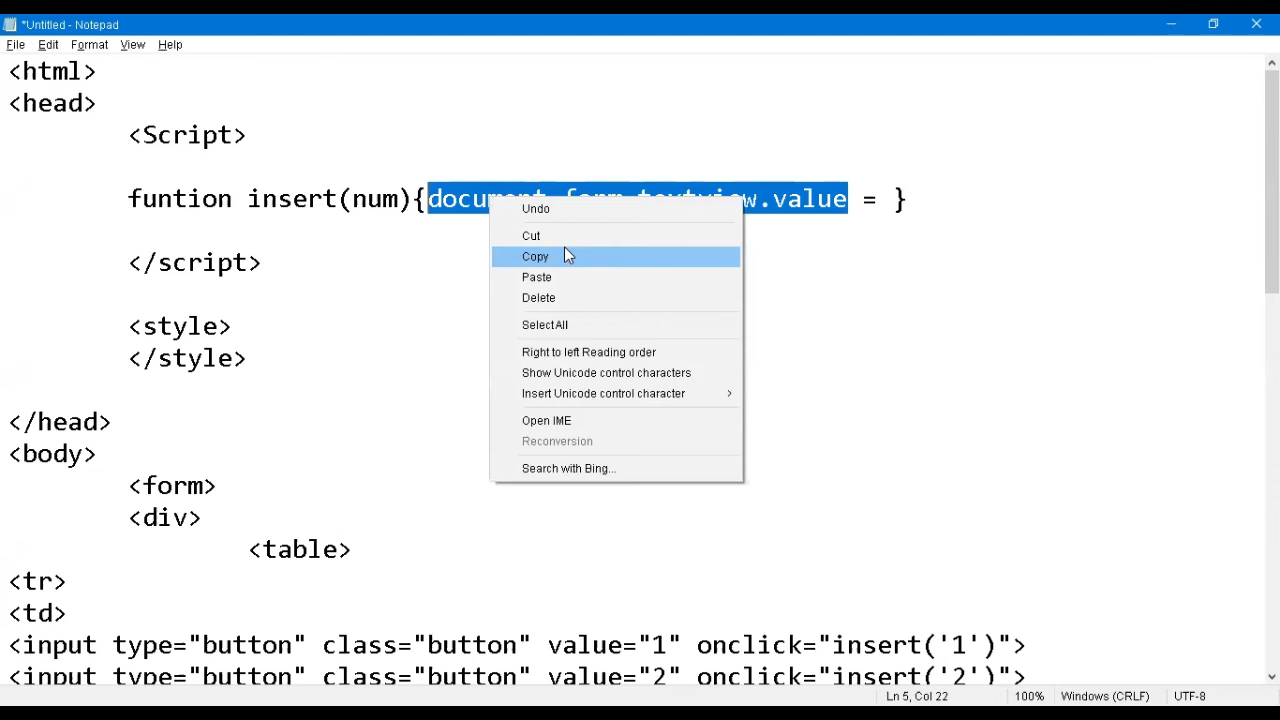 *Untitled - Notepad
File Edit Format View Help
<html>
<head>
<Script>
funtion insert(num){document.form.textview.value = }
</script>
<style>
</style>
</head>
<body>
<form>
<div>
<table>
<tr>
<td>
<input type="button" class="button" value="1" onclick="insert('1')">
<input type="button" class="button" value="2" onclick="insert('2')">
Undo
Cut
Copy
Paste
Delete
Select All
Right to left Reading order
Show Unicode control characters
Insert Unicode control character
Open IME
Reconversion
Search with Bing...
Ln 5, Col 22 100% Windows (CRLF) UTF-8